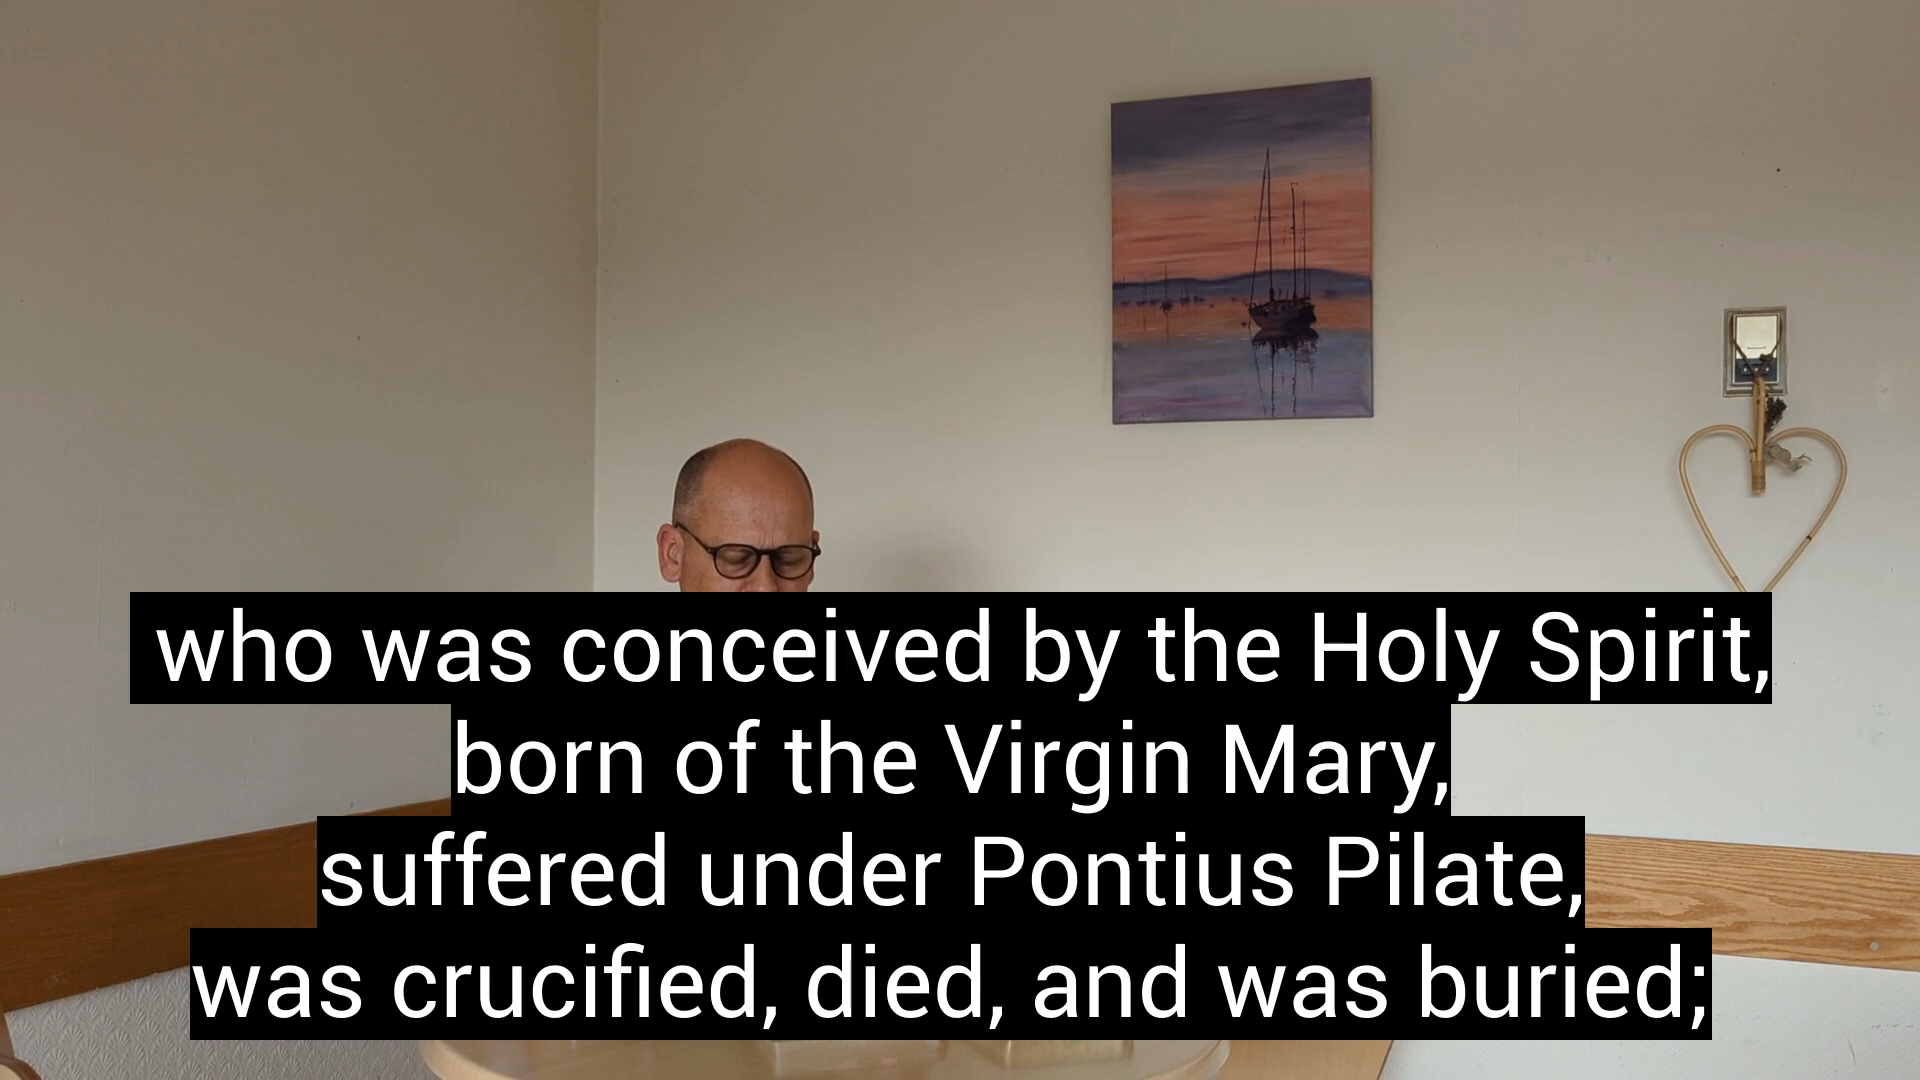 who was conceived by the Holy Spirit,
born of the Virgin Mary,
suffered under Pontius Pilate,
was crucified, died, and was buried;